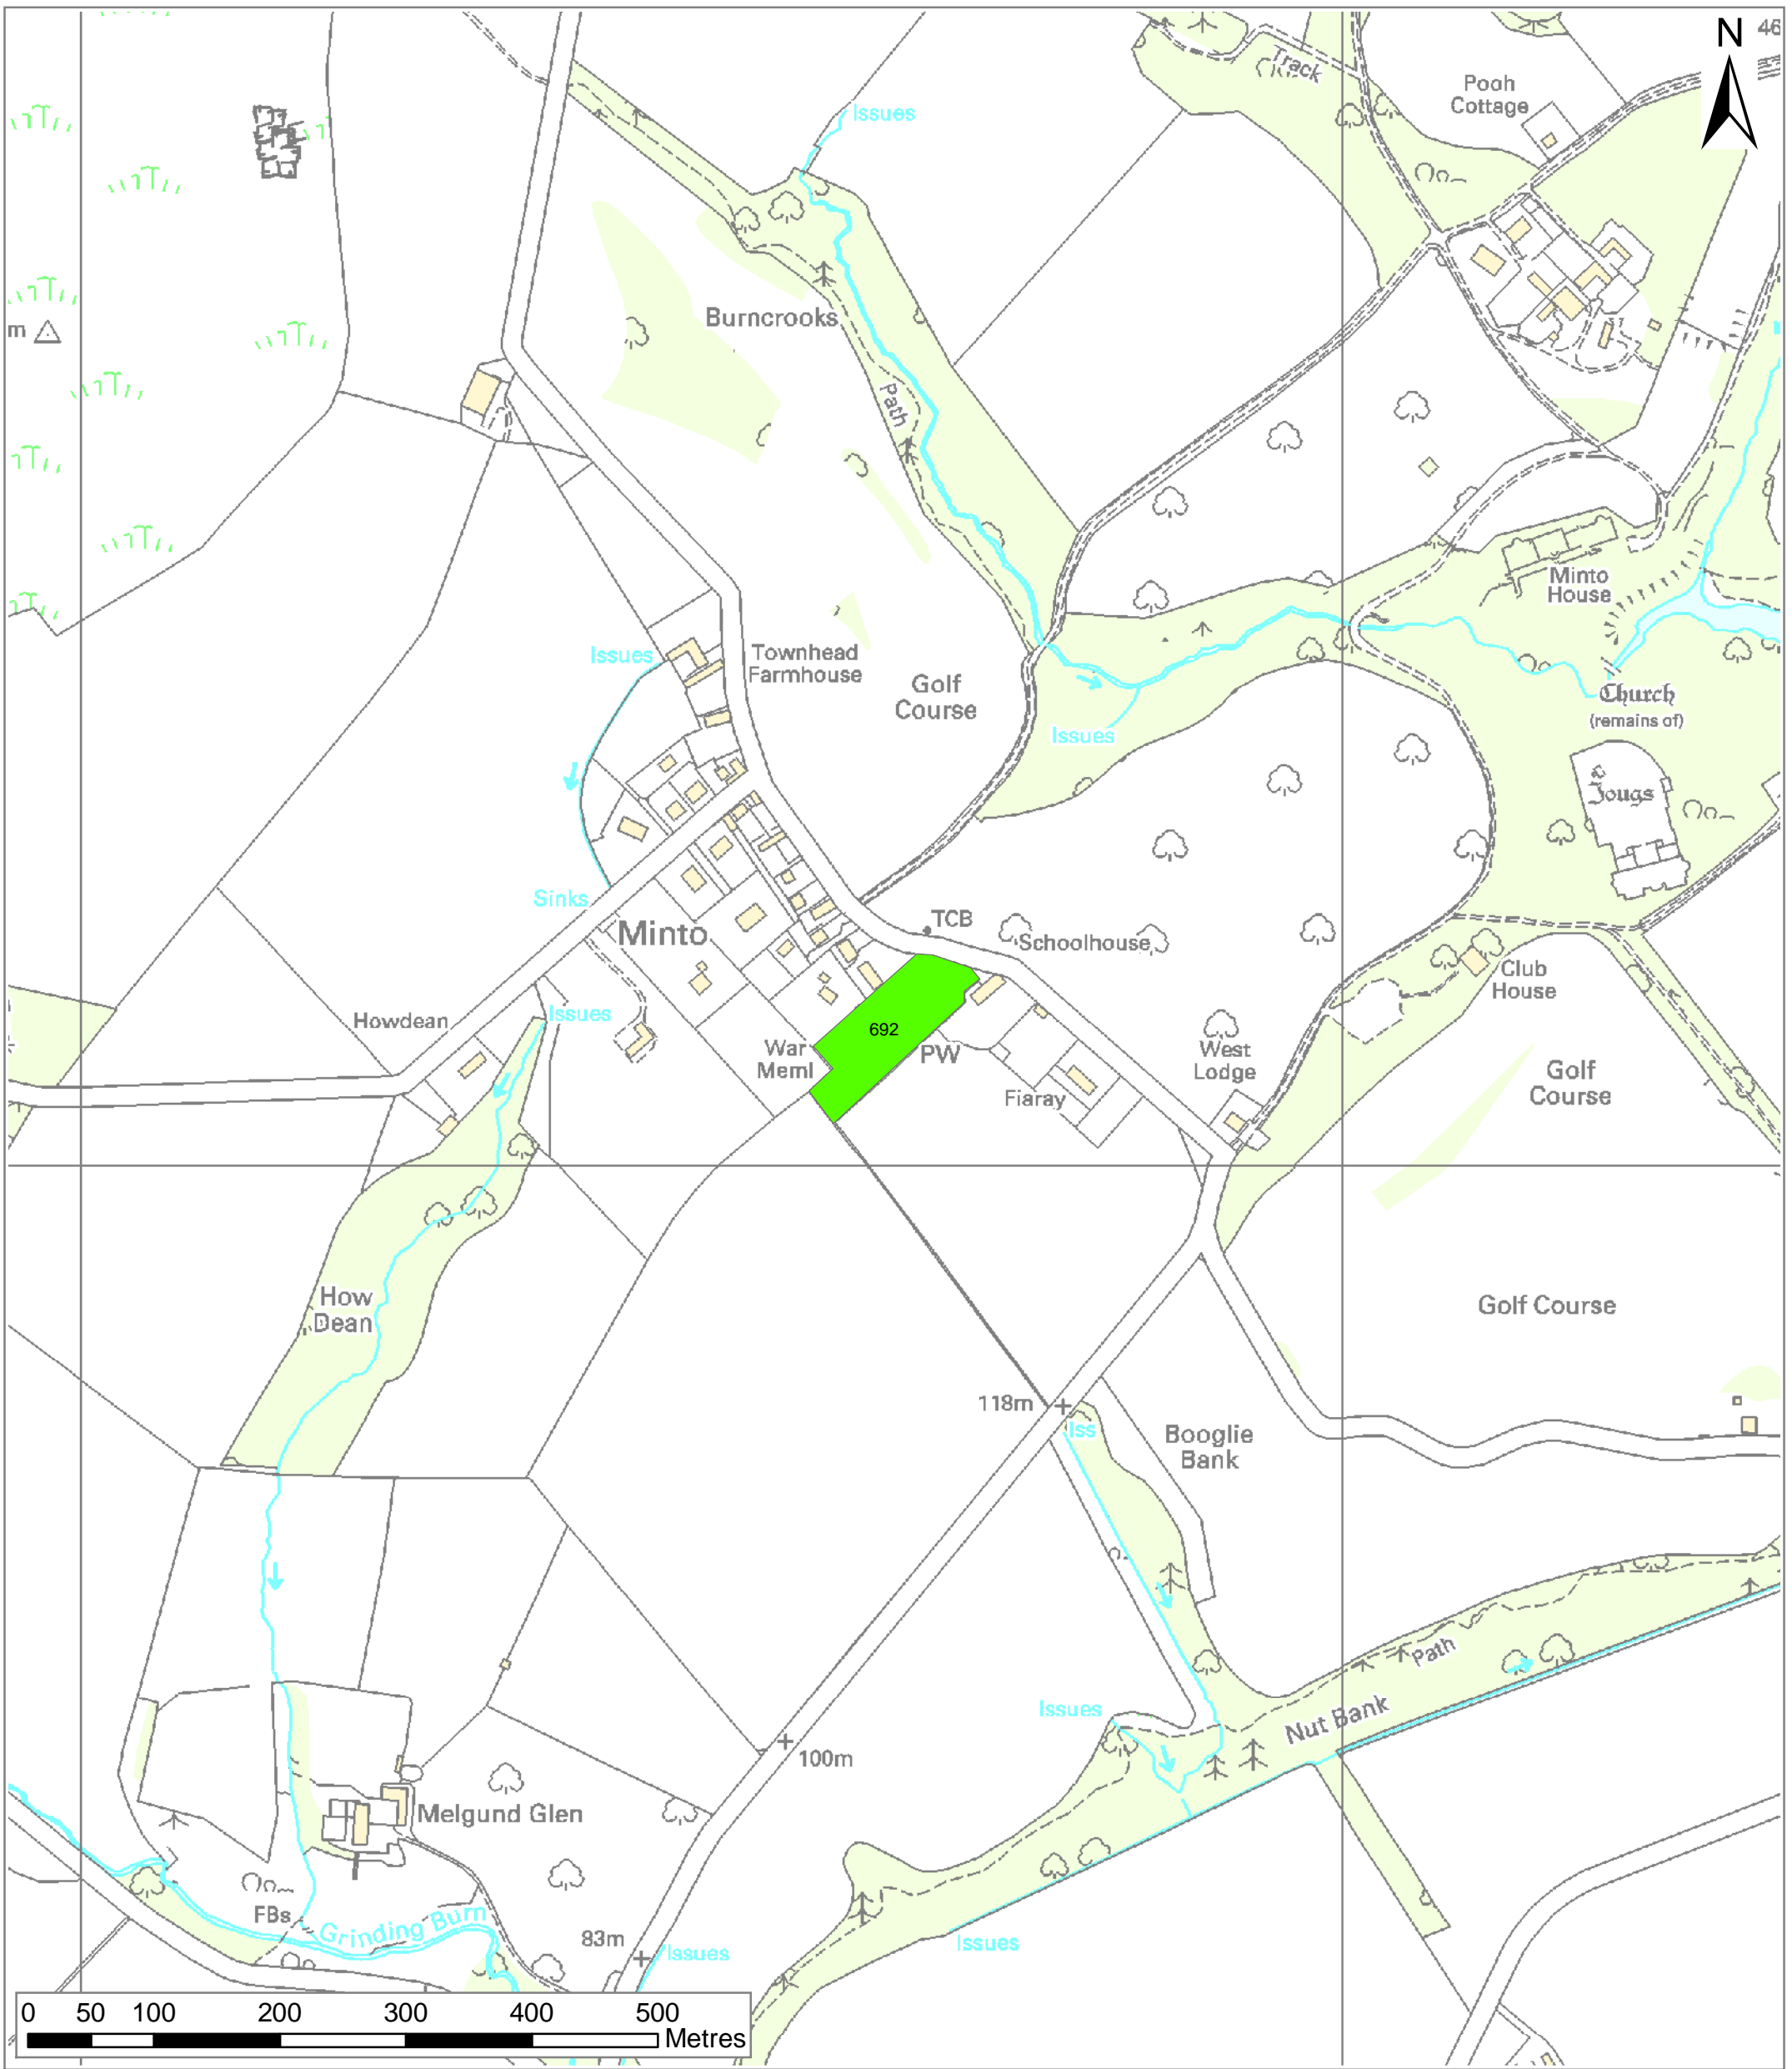 N
46
Track
Pooh
Cottage
Issues
Burncrooks
m
Path
Minto
House
Issues
Townhead
Farmhouse
Golf
Course
Church
(remains of)
Issues
Jougs
Sinks
Minto
TCB
Schoolhouse
Club
House
Howdean
Issues
692
War
Meml
PW
West
Lodge
Fiaray
Golf
Course
How
Dean
Golf Course
118m
Iss
Booglie
Bank
Path
Issues
Nut Bank
100m
Melgund Glen
FBs
Grinding Burn
83m
Issues
Issues
0 50 100 200 300 400 500
Metres